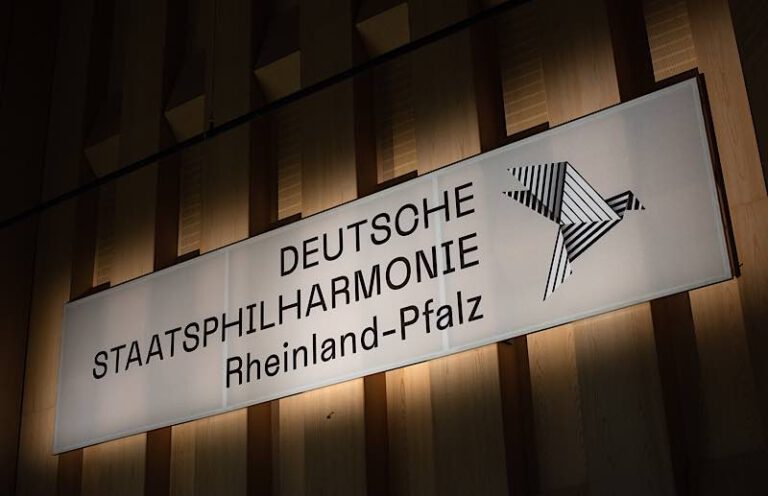 DEUTSCHE
STAATSPHILHARMONIE
Rheinland-Pfalz